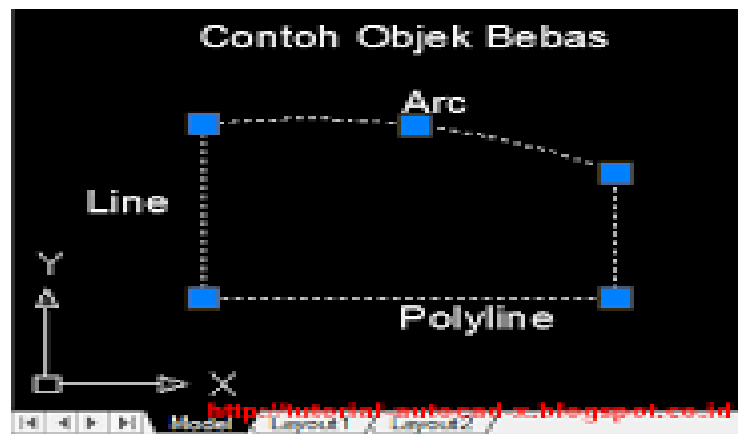 Contoh Objek Bebas
Arc
Line
Y
Polyline
X
http://tutorial-autocad-x.blogspot.co.id
Model / Layout1 / Layout2 /